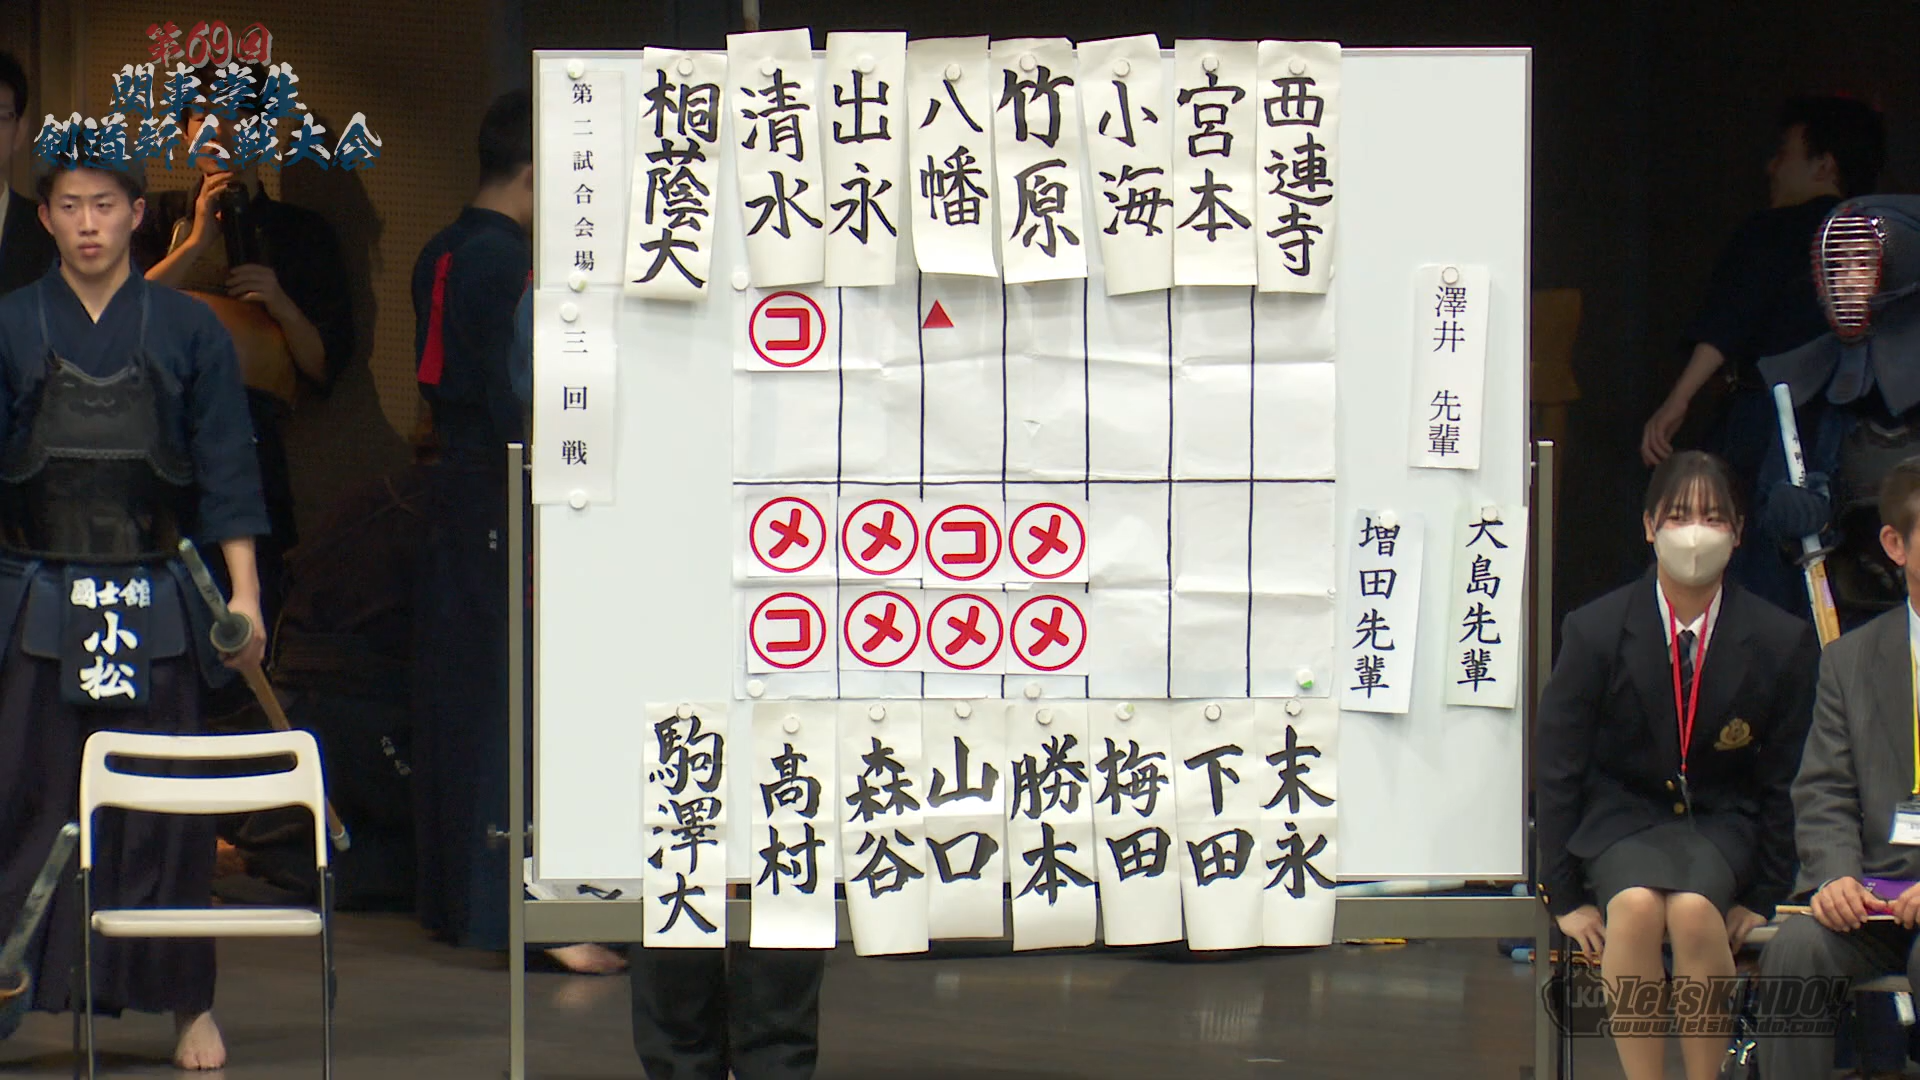 第69回
関東学生
剣道新人戦大会
第二試合会場
三回戦
桐蔭大
清水
出永
八幡
竹原
小海
宮本
西連寺
コ
▲
澤井 先輩
メ メ コ メ
コ メ メ メ
増田先輩
大島先輩
駒澤大
髙村
森谷
山口
勝本
梅田
下田
末永
國士舘
小松
Let's KENDO!
www.letskendo.com